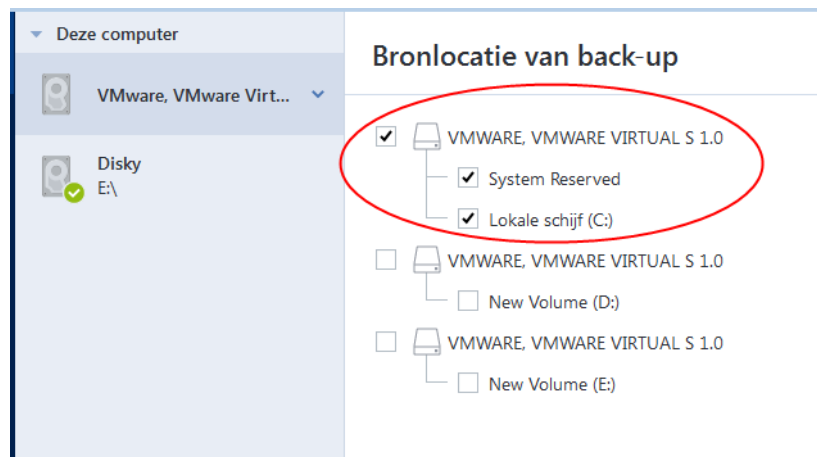 Deze computer
VMware, VMware Virt...
Disky
E:\
Bronlocatie van back-up
VMWARE, VMWARE VIRTUAL S 1.0
System Reserved
Lokale schijf (C:)
VMWARE, VMWARE VIRTUAL S 1.0
New Volume (D:)
VMWARE, VMWARE VIRTUAL S 1.0
New Volume (E:)